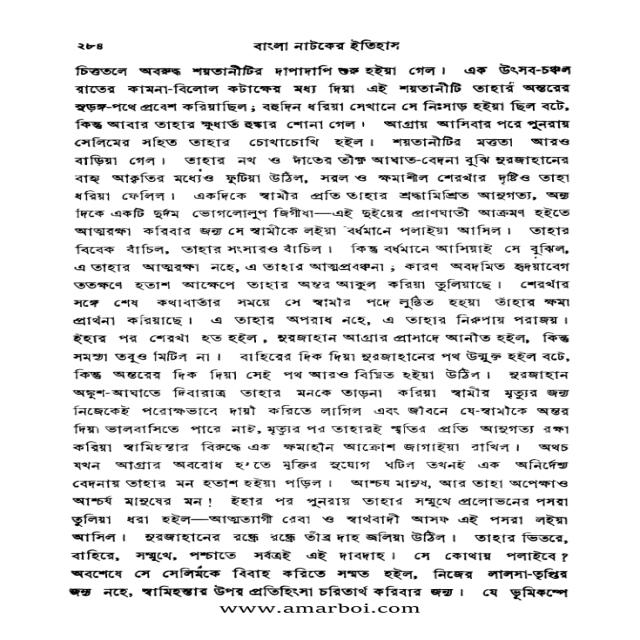 ২৮৪ বাংলা নাটকের ইতিহাস
চিত্ততলে অবরুদ্ধ শয়তানীটির দাপাদাপি শুরু হইয়া গেল। এক উৎসব-চঞ্চল
রাতের কামনা-বিলোল কটাক্ষের মধ্য দিয়া এই শয়তানীটি তাহার অন্তরের
সুড়ঙ্গ-পথে প্রবেশ করিয়াছিল; বহুদিন ধরিয়া সেখানে সে নিঃসাড় হইয়া ছিল বটে,
কিন্তু আবার তাহার ক্ষুধার্ত হুঙ্কার শোনা গেল। আগ্রায় আসিবার পরে পুনরায়
সেলিমের সহিত তাহার চোখাচোখি হইল। শয়তানীটির মত্ততা আরও
বাড়িয়া গেল। তাহার নখ ও দাঁতের তীক্ষ্ণ আঘাত-বেদনা বুঝি নুরজাহানের
বাহ্য আকৃতির মধ্যেও ফুটিয়া উঠিল, সরল ও ক্ষমাশীল শেরখাঁর দৃষ্টিও তাহা
ধরিয়া ফেলিল। একদিকে স্বামীর প্রতি তাহার শ্রদ্ধামিশ্রিত আনুগত্য, অন্য
দিকে একটি দুর্দম ভোগলোলুপ জিগীষা—এই দুইয়ের প্রাণঘাতী আক্রমণ হইতে
আত্মরক্ষা করিবার জন্য সে স্বামীকে লইয়া বর্ধমানে পলাইয়া আসিল। তাহার
বিবেক বাঁচিল, তাহার সংসারও বাঁচিল। কিন্তু বর্ধমানে আসিয়াই সে বুঝিল,
এ তাহার আত্মরক্ষা নহে, এ তাহার আত্মপ্রবঞ্চনা; কারণ অবদমিত হৃদয়াবেগ
ততক্ষণে হতাশ আক্ষেপে তাহার অন্তর আকুল করিয়া তুলিয়াছে। শেরখাঁর
সঙ্গে শেষ কথাবার্তার সময়ে সে স্বামীর পদে লুণ্ঠিত হইয়া তাঁহার ক্ষমা
প্রার্থনা করিয়াছে। এ তাহার অপরাধ নহে, এ তাহার নিরুপায় পরাজয়।
ইহার পর শেরখাঁ হত হইল, নুরজাহান আগ্রার প্রাসাদে আনীত হইল, কিন্তু
সমস্যা তবুও মিটিল না। বাহিরের দিক দিয়া নুরজাহানের পথ উন্মুক্ত হইল বটে,
কিন্তু অন্তরের দিক দিয়া সেই পথ আরও বিঘ্নিত হইয়া উঠিল। নুরজাহান
অঙ্কুশ-আঘাতে দিবারাত্র তাহার মনকে তাড়না করিয়া স্বামীর মৃত্যুর জন্য
নিজেকেই পরোক্ষভাবে দায়ী করিতে লাগিল এবং জীবনে যে-স্বামীকে অন্তর
দিয়া ভালবাসিতে পারে নাই, মৃত্যুর পর তাহারই স্মৃতির প্রতি আনুগত্য রক্ষা
করিয়া স্বামিহন্তার বিরুদ্ধে এক ক্ষমাহীন আক্রোশ জাগাইয়া রাখিল। অথচ
যখন আগ্রার অবরোধ হ'তে মুক্তির সুযোগ ঘটিল তখনই এক অনির্দেশ্য
বেদনায় তাহার মন হতাশ হইয়া পড়িল। আশ্চর্য মানুষ, আর তাহা অপেক্ষাও
আশ্চর্য মানুষের মন! ইহার পর পুনরায় তাহার সম্মুখে প্রলোভনের পসরা
তুলিয়া ধরা হইল—আত্মত্যাগী রেবা ও স্বার্থবাদী আসফ এই পসরা লইয়া
আসিল। নুরজাহানের রন্ধ্রে রন্ধ্রে তীব্র দাহ জ্বলিয়া উঠিল। তাহার ভিতরে,
বাহিরে, সম্মুখে, পশ্চাতে সর্বত্রই এই দাবদাহ। সে কোথায় পলাইবে?
অবশেষে সে সেলিমকে বিবাহ করিতে সম্মত হইল, নিজের লালসা-তৃপ্তির
জন্য নহে, স্বামিহন্তার উপর প্রতিহিংসা চরিতার্থ করিবার জন্য। যে ভূমিকম্পে
www.amarboi.com